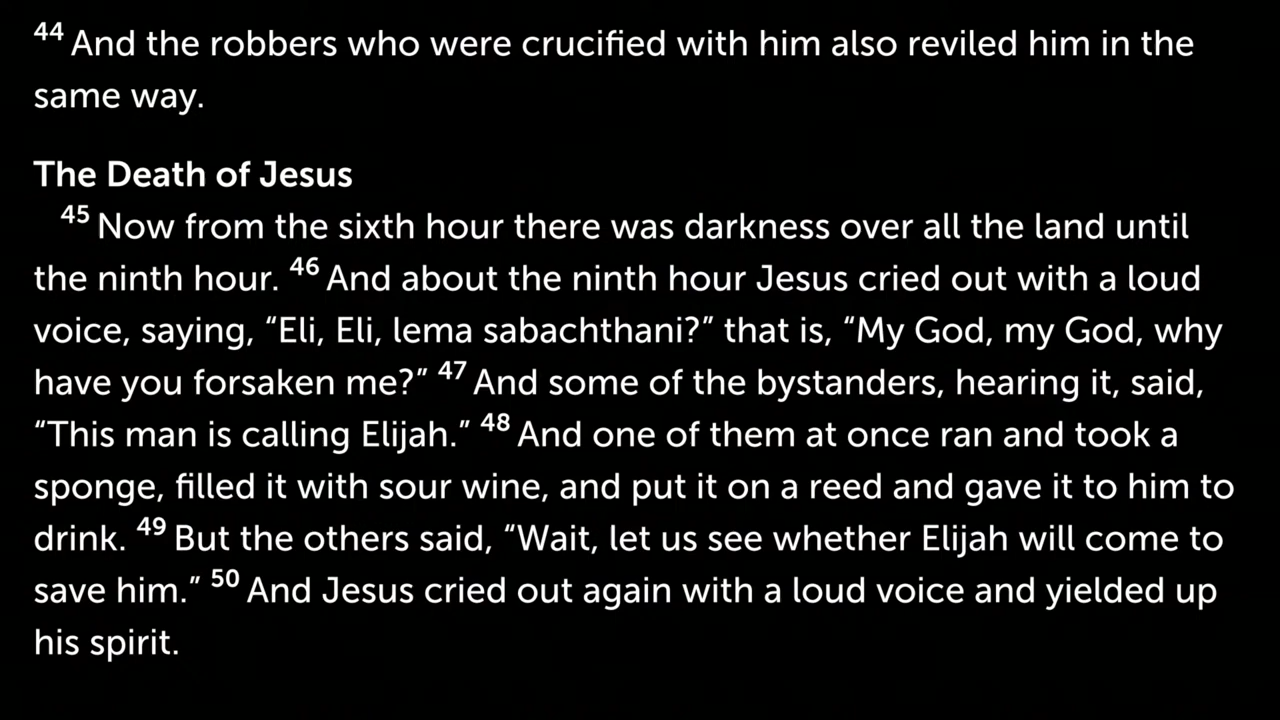 44 And the robbers who were crucified with him also reviled him in the
same way.
The Death of Jesus
45 Now from the sixth hour there was darkness over all the land until
the ninth hour. 46 And about the ninth hour Jesus cried out with a loud
voice, saying, “Eli, Eli, lema sabachthani?” that is, “My God, my God, why
have you forsaken me?” 47 And some of the bystanders, hearing it, said,
“This man is calling Elijah.” 48 And one of them at once ran and took a
sponge, filled it with sour wine, and put it on a reed and gave it to him to
drink. 49 But the others said, “Wait, let us see whether Elijah will come to
save him.” 50 And Jesus cried out again with a loud voice and yielded up
his spirit.